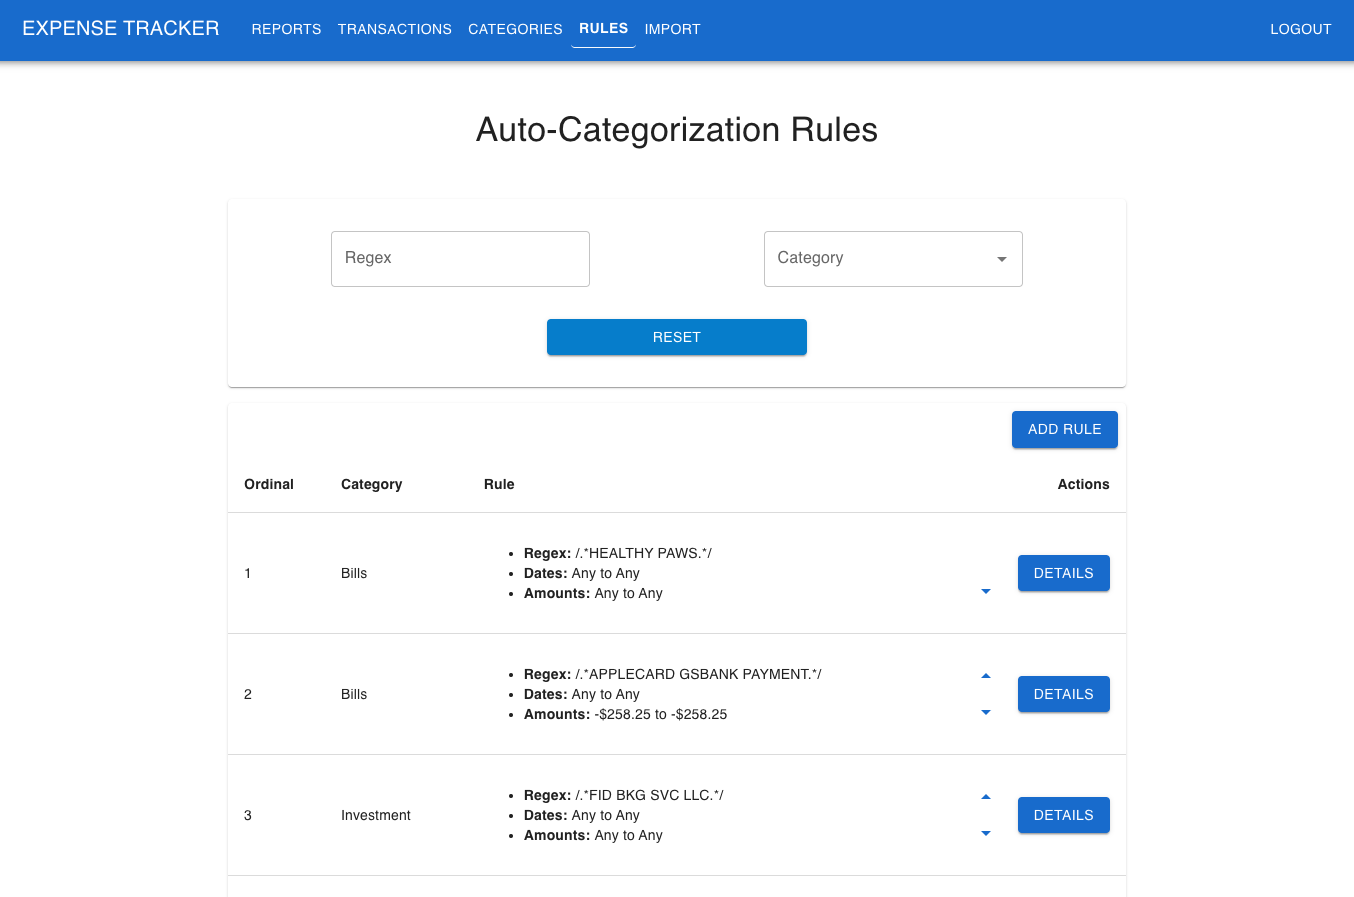 EXPENSE TRACKER REPORTS TRANSACTIONS CATEGORIES RULES IMPORT LOGOUT
Auto-Categorization Rules
Regex Category
RESET
ADD RULE
Ordinal Category Rule Actions
1 Bills
• Regex: /.*HEALTHY PAWS.*/
• Dates: Any to Any
• Amounts: Any to Any
DETAILS
2 Bills
• Regex: /.*APPLECARD GSBANK PAYMENT.*/
• Dates: Any to Any
• Amounts: -$258.25 to -$258.25
DETAILS
3 Investment
• Regex: /.*FID BKG SVC LLC.*/
• Dates: Any to Any
• Amounts: Any to Any
DETAILS